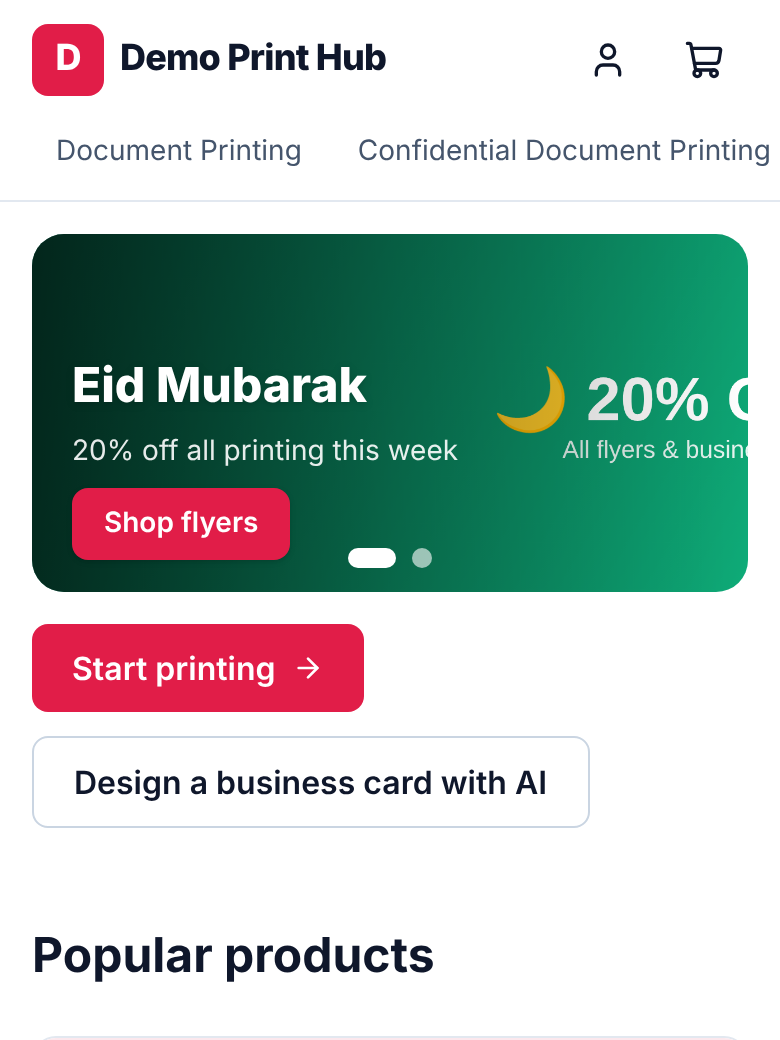 D
Demo Print Hub
Document Printing
Confidential Document Printing
Eid Mubarak
20% off all printing this week
Shop flyers
🌙 20%
All flyers &
Start printing →
Design a business card with AI
Popular products